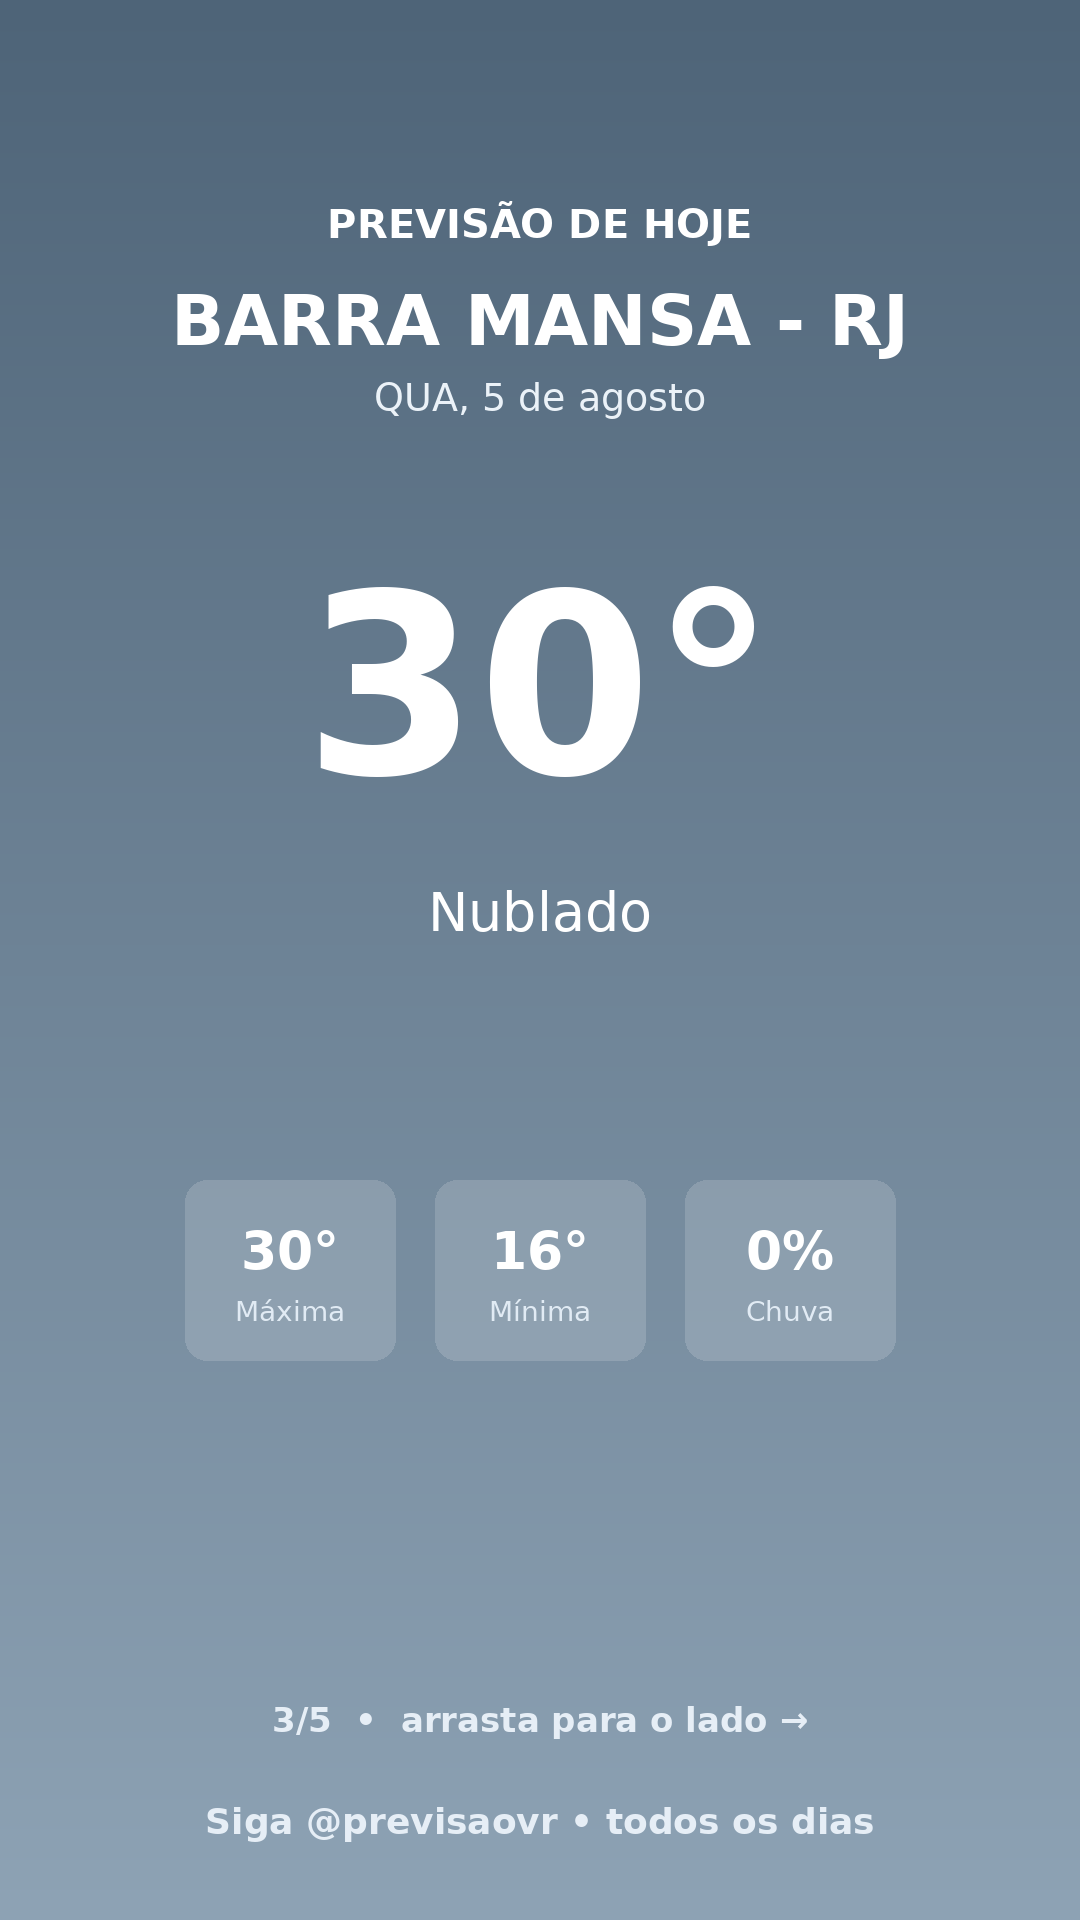 PREVISÃO DE HOJE
BARRA MANSA - RJ
QUA, 5 de agosto
30°
Nublado
30° 16° 0%
Máxima Mínima Chuva
3/5 • arrasta para o lado →
Siga @previsaovr • todos os dias